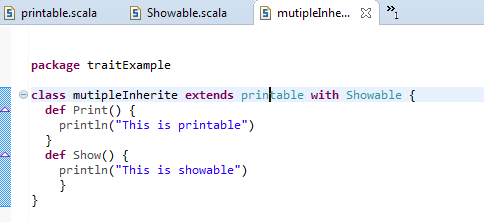 printable.scala Showable.scala mutipleInhe... »1
package traitExample
class mutipleInherite extends printable with Showable {
def Print() {
println("This is printable")
}
def Show() {
println("This is showable")
}
}